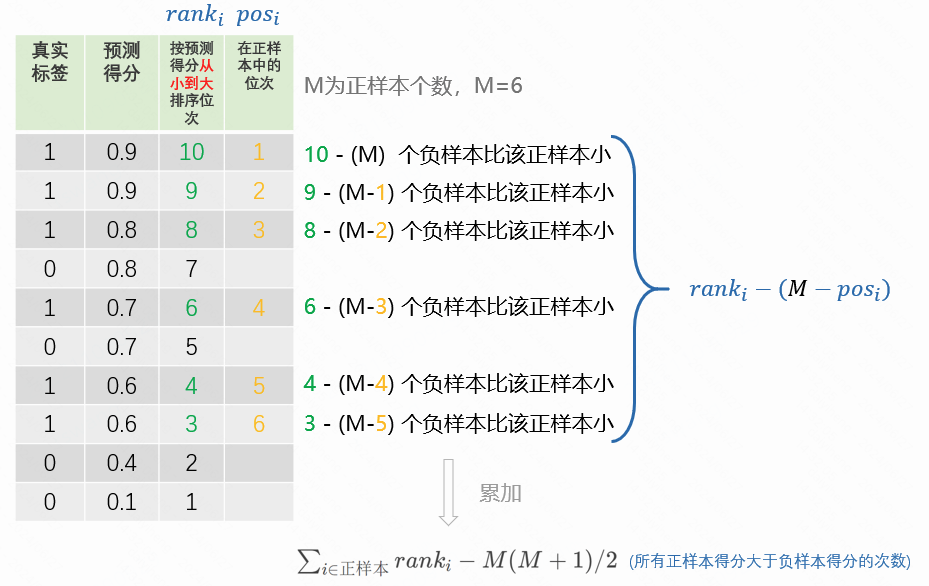 rankᵢ posᵢ
真实标签 预测得分 按预测得分从小到大排序位次 在正样本中的位次
M为正样本个数，M=6
1 0.9 10 1 10 - (M) 个负样本比该正样本小
1 0.9 9 2 9 - (M-1) 个负样本比该正样本小
1 0.8 8 3 8 - (M-2) 个负样本比该正样本小
0 0.8 7
rankᵢ − (M − posᵢ)
1 0.7 6 4 6 - (M-3) 个负样本比该正样本小
0 0.7 5
1 0.6 4 5 4 - (M-4) 个负样本比该正样本小
1 0.6 3 6 3 - (M-5) 个负样本比该正样本小
0 0.4 2
0 0.1 1
累加
∑i∈正样本 rankᵢ − M(M + 1)/2 (所有正样本得分大于负样本得分的次数)